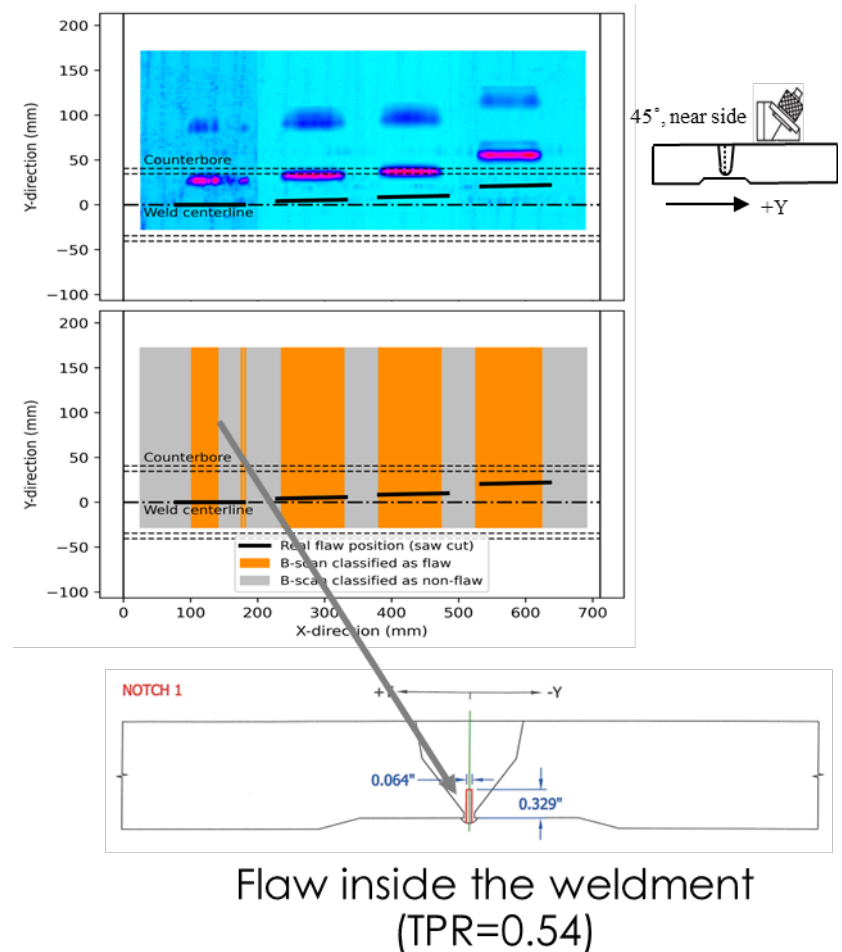 200
150
100
50
0
−50
−100
Y-direction (mm)
Counterbore
Weld centerline
45°, near side
+Y
200
150
100
50
0
−50
−100
Y-direction (mm)
Counterbore
Weld centerline
Real flaw position (saw cut)
B-scan classified as flaw
B-scan classified as non-flaw
0 100 200 300 400 500 600 700
X-direction (mm)
NOTCH 1
+Y -Y
0.064"
0.329"
Flaw inside the weldment
(TPR=0.54)